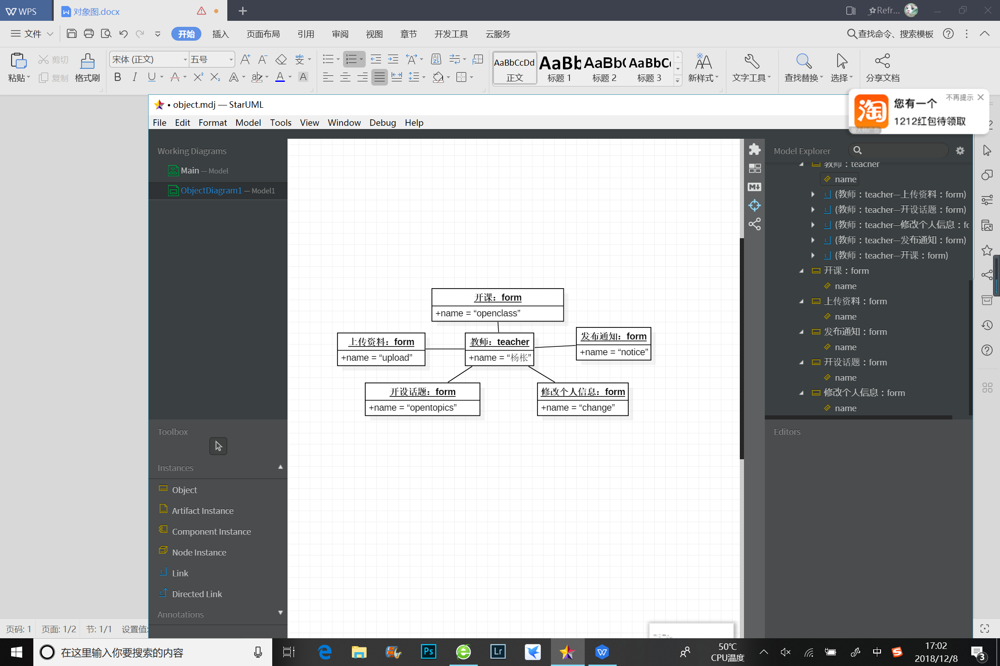 WPS
对象图.docx
Refr...
文件
开始
插入
页面布局
引用
审阅
视图
章节
开发工具
云服务
查找命令、搜索模板
粘贴
剪切
复制
格式刷
宋体 (正文)
五号
AaBbCcDd
正文
AaBb
标题 1
AaBb(
标题 2
AaBbC
标题 3
新样式
文字工具
查找替换
选择
分享文档
淘
您有一个
不再提示
1212红包待领取
• object.mdj — StarUML
File Edit Format Model Tools View Window Debug Help
Working Diagrams
Main — Model
ObjectDiagram1 — Model1
Toolbox
Instances
Object
Artifact Instance
Component Instance
Node Instance
Link
Directed Link
Annotations
开课：form
+name = “openclass”
上传资料：form
+name = “upload”
教师：teacher
+name = “杨枨”
发布通知：form
+name = “notice”
开设话题：form
+name = “opentopics”
修改个人信息：form
+name = “change”
Model Explorer
教师：teacher
name
(教师：teacher—上传资料：form)
(教师：teacher—开设话题：form)
(教师：teacher—修改个人信息：fo
(教师：teacher—发布通知：form)
(教师：teacher—开课：form)
开课：form
name
上传资料：form
name
发布通知：form
name
开设话题：form
name
修改个人信息：form
name
Editors
页码: 1
页面: 1/2
节: 1/1
设置值:
在这里输入你要搜索的内容
Ps
Lr
50℃
CPU温度
中
17:02
2018/12/8
3